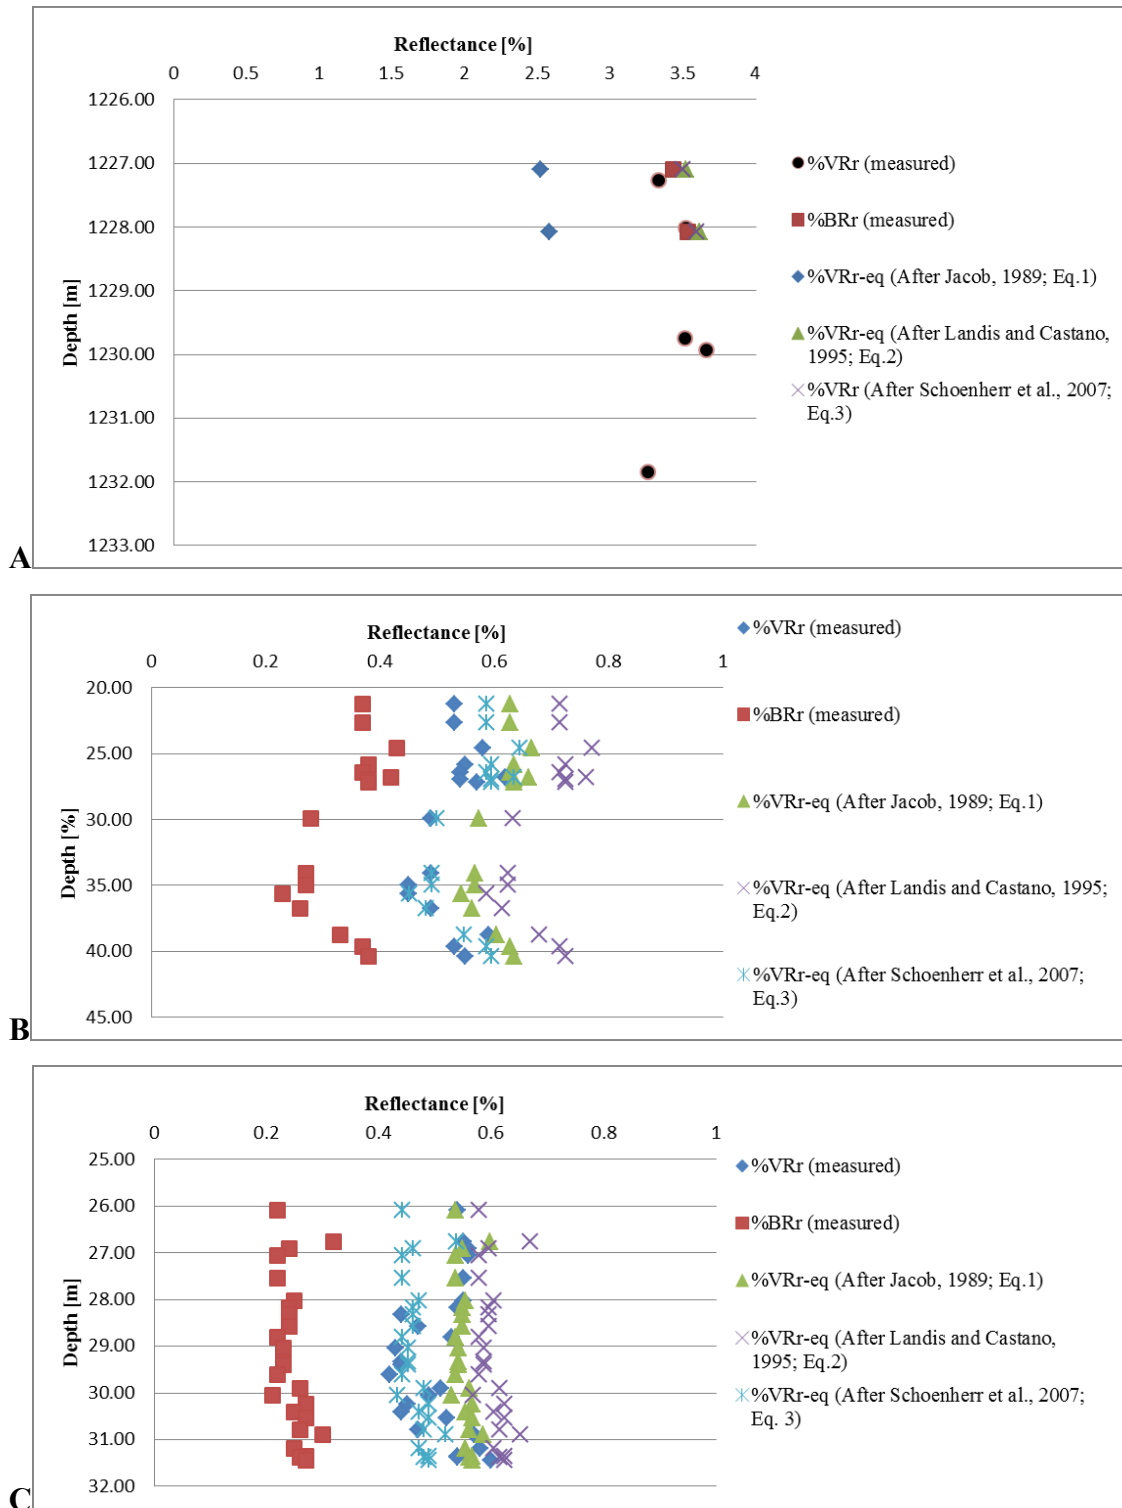 Reflectance [%]
0 0.5 1 1.5 2 2.5 3 3.5 4
1226.00
1227.00
1228.00
1229.00
1230.00
1231.00
1232.00
1233.00
Depth [m]
%VRr (measured)
%BRr (measured)
%VRr-eq (After Jacob, 1989; Eq.1)
%VRr-eq (After Landis and Castano,
1995; Eq.2)
%VRr (After Schoenherr et al., 2007;
Eq.3)
A
Reflectance [%]
0 0.2 0.4 0.6 0.8 1
20.00
25.00
30.00
35.00
40.00
45.00
Depth [%]
%VRr (measured)
%BRr (measured)
%VRr-eq (After Jacob, 1989; Eq.1)
%VRr-eq (After Landis and Castano, 1995;
Eq.2)
%VRr-eq (After Schoenherr et al., 2007;
Eq.3)
B
Reflectance [%]
0 0.2 0.4 0.6 0.8 1
25.00
26.00
27.00
28.00
29.00
30.00
31.00
32.00
Depth [m]
%VRr (measured)
%BRr (measured)
%VRr-eq (After Jacob, 1989; Eq.1)
%VRr-eq (After Landis and Castano,
1995; Eq.2)
%VRr-eq (After Schoenherr et al., 2007;
Eq. 3)
C